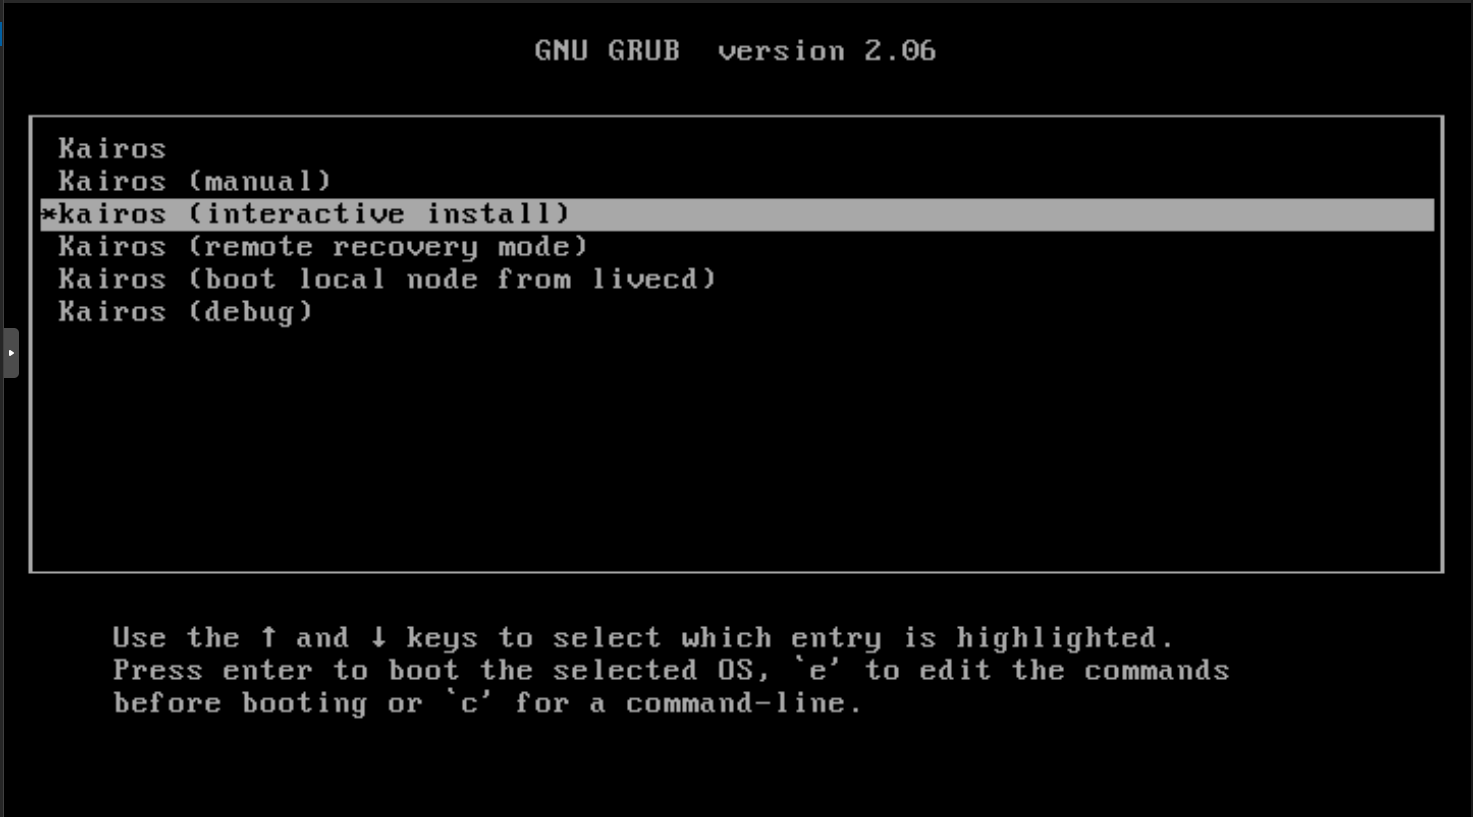 GNU GRUB  version 2.06
Kairos
Kairos (manual)
*kairos (interactive install)
Kairos (remote recovery mode)
Kairos (boot local node from livecd)
Kairos (debug)
Use the ↑ and ↓ keys to select which entry is highlighted.
Press enter to boot the selected OS, `e' to edit the commands
before booting or `c' for a command-line.